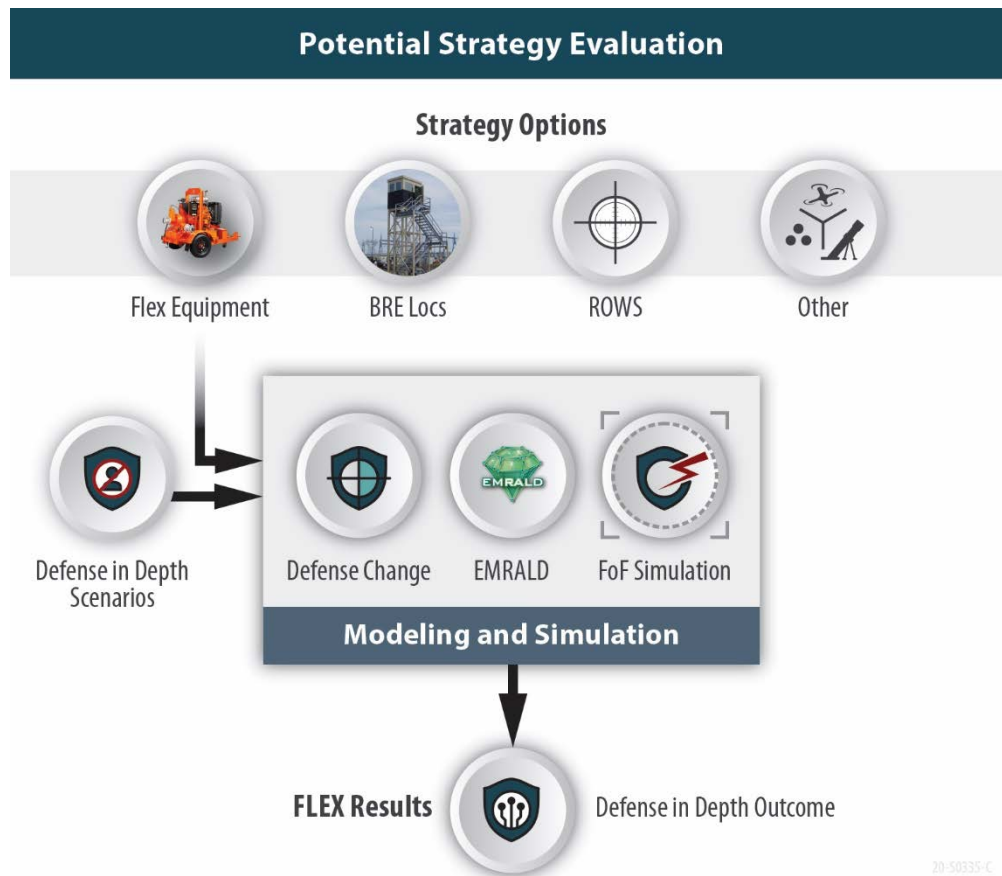 Potential Strategy Evaluation
Strategy Options
Flex Equipment
BRE Locs
ROWS
Other
EMRALD
Defense in Depth
Scenarios
Defense Change
EMRALD
FoF Simulation
Modeling and Simulation
FLEX Results
Defense in Depth Outcome
20-50335-C